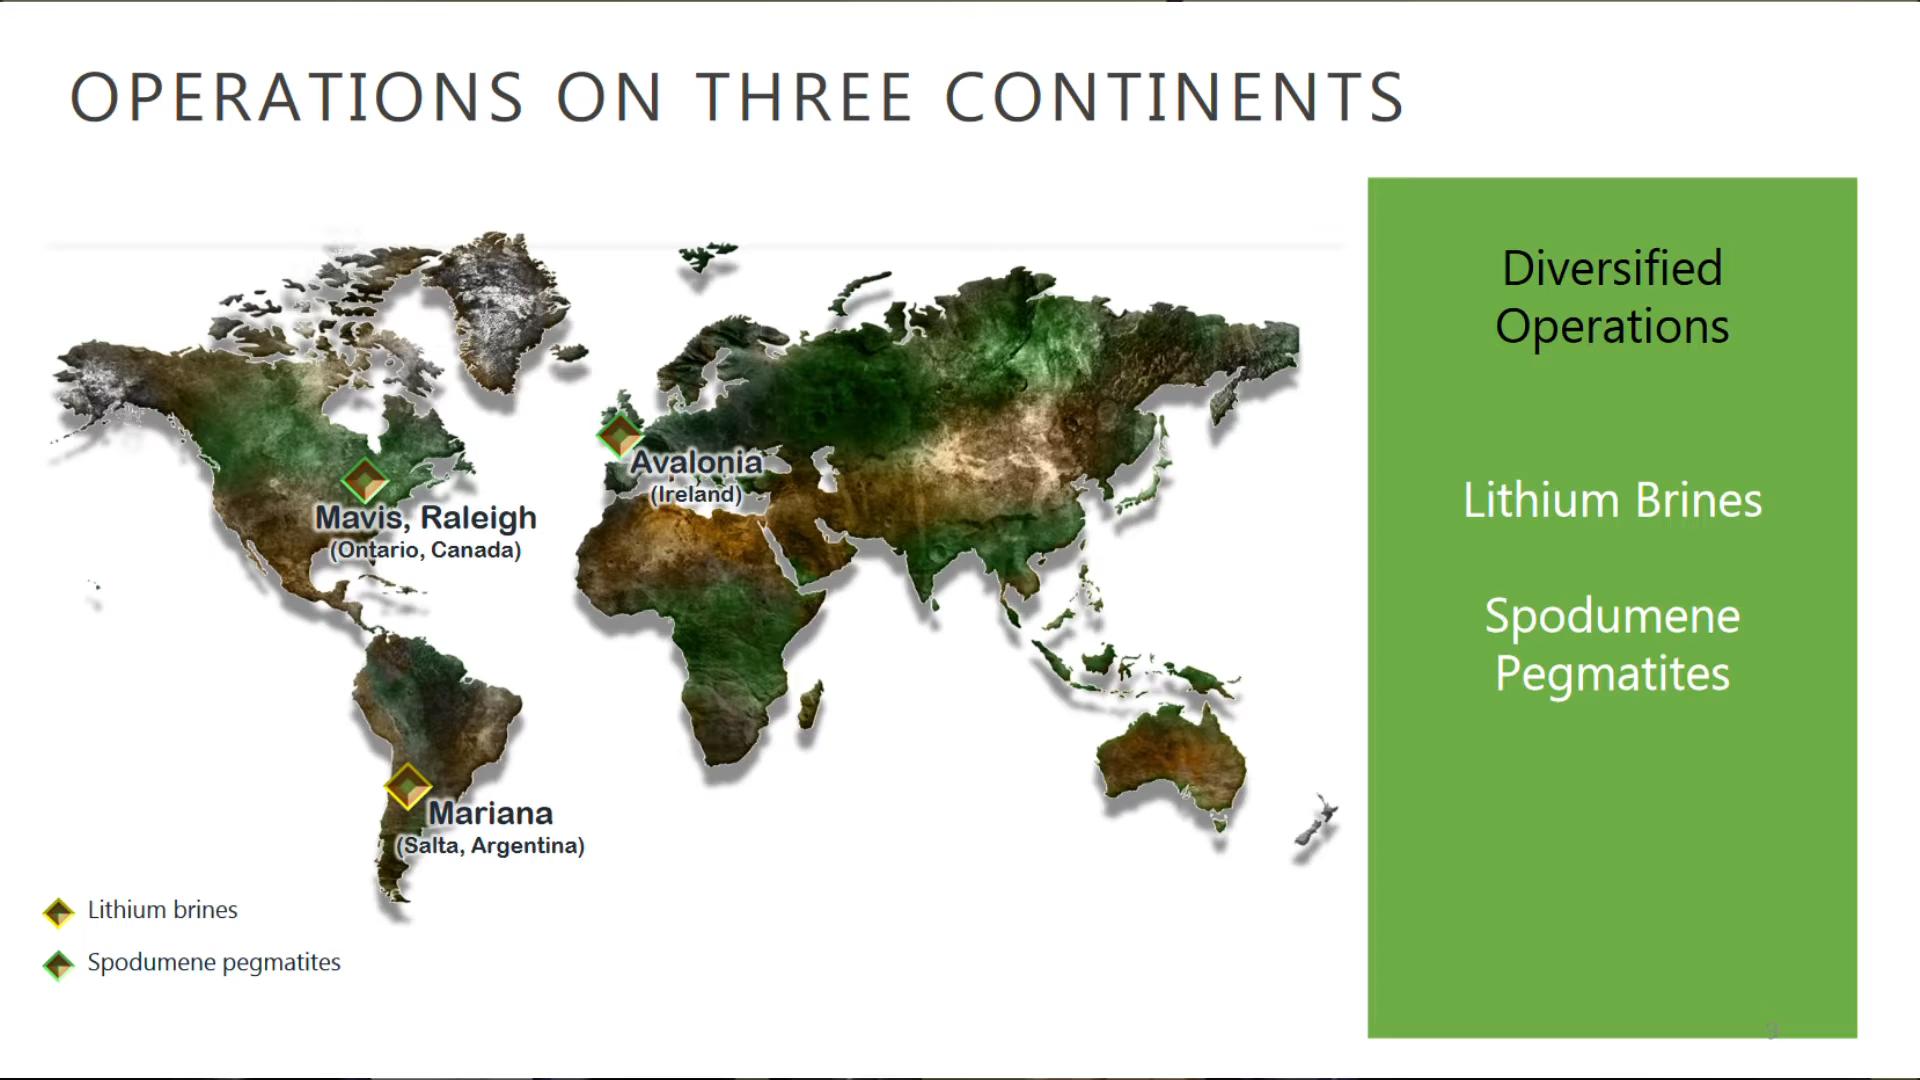 OPERATIONS ON THREE CONTINENTS
Avalonia
(Ireland)
Mavis, Raleigh
(Ontario, Canada)
Mariana
(Salta, Argentina)
Lithium brines
Spodumene pegmatites
Diversified
Operations
Lithium Brines
Spodumene
Pegmatites